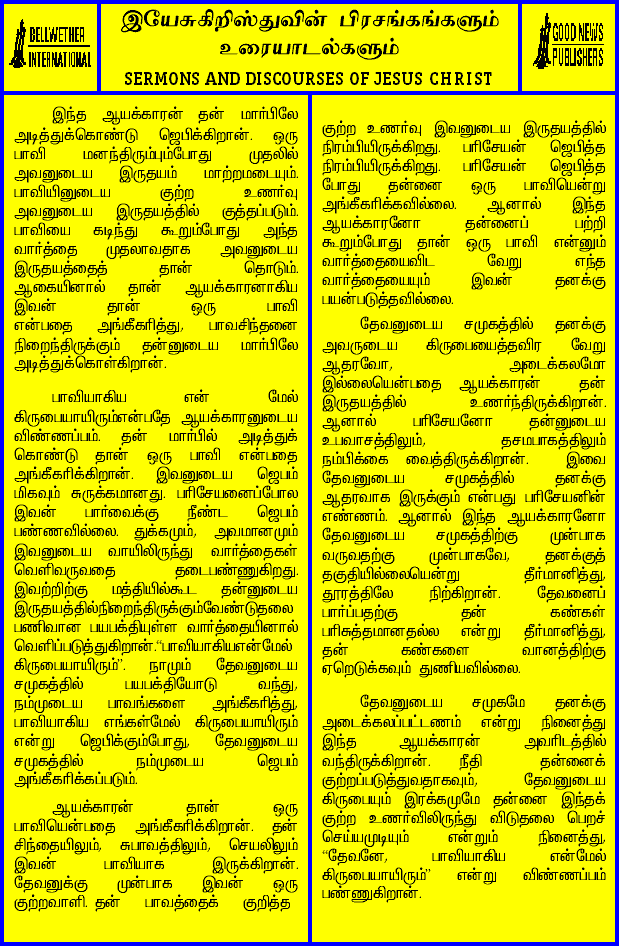 BELLWETHER
INTERNATIONAL
இயேசுகிறிஸ்துவின் பிரசங்கங்களும்
உரையாடல்களும்
SERMONS AND DISCOURSES OF JESUS CHRIST
GOOD NEWS
PUBLISHERS
இந்த ஆயக்காரன் தன் மார்பிலே
அடித்துக்கொண்டு ஜெபிக்கிறான். ஒரு
பாவி மனந்திரும்பும்போது முதலில்
அவனுடைய இருதயம் மாற்றமடையும்.
பாவியினுடைய குற்ற உணர்வு
அவனுடைய இருதயத்தில் குத்தப்படும்.
பாவியை கடிந்து கூறும்போது அந்த
வார்த்தை முதலாவதாக அவனுடைய
இருதயத்தைத் தான் தொடும்.
ஆகையினால் தான் ஆயக்காரனாகிய
இவன் தான் ஒரு பாவி
என்பதை அங்கீகரித்து, பாவசிந்தனை
நிறைந்திருக்கும் தன்னுடைய மார்பிலே
அடித்துக்கொள்கிறான்.
பாவியாகிய என் மேல்
கிருபையாயிரும்என்பதே ஆயக்காரனுடைய
விண்ணப்பம். தன் மார்பில் அடித்துக்
கொண்டு தான் ஒரு பாவி என்பதை
அங்கீகரிக்கிறான். இவனுடைய ஜெபம்
மிகவும் சுருக்கமானது. பரிசேயனைப்போல
இவன் பார்வைக்கு நீண்ட ஜெபம்
பண்ணவில்லை. துக்கமும், அவமானமும்
இவனுடைய வாயிலிருந்து வார்த்தைகள்
வெளிவருவதை தடைபண்ணுகிறது.
இவற்றிற்கு மத்தியில்கூட தன்னுடைய
இருதயத்தில்நிறைந்திருக்கும்வேண்டுதலை
பணிவான பயபக்தியுள்ள வார்த்தையினால்
வெளிப்படுத்துகிறான்.“பாவியாகியஎன்மேல்
கிருபையாயிரும்”. நாமும் தேவனுடைய
சமுகத்தில் பயபக்தியோடு வந்து,
நம்முடைய பாவங்களை அங்கீகரித்து,
பாவியாகிய எங்கள்மேல் கிருபையாயிரும்
என்று ஜெபிக்கும்போது, தேவனுடைய
சமுகத்தில் நம்முடைய ஜெபம்
அங்கீகரிக்கப்படும்.
ஆயக்காரன் தான் ஒரு
பாவியென்பதை அங்கீகரிக்கிறான். தன்
சிந்தையிலும், சுபாவத்திலும், செயலிலும்
இவன் பாவியாக இருக்கிறான்.
தேவனுக்கு முன்பாக இவன் ஒரு
குற்றவாளி. தன் பாவத்தைக் குறித்த
குற்ற உணர்வு இவனுடைய இருதயத்தில்
நிரம்பியிருக்கிறது. பரிசேயன் ஜெபித்த
நிரம்பியிருக்கிறது. பரிசேயன் ஜெபித்த
போது தன்னை ஒரு பாவியென்று
அங்கீகரிக்கவில்லை. ஆனால் இந்த
ஆயக்காரனோ தன்னைப் பற்றி
கூறும்போது தான் ஒரு பாவி என்னும்
வார்த்தையைவிட வேறு எந்த
வார்த்தையையும் இவன் தனக்கு
பயன்படுத்தவில்லை.
தேவனுடைய சமுகத்தில் தனக்கு
அவருடைய கிருபையைத்தவிர வேறு
ஆதரவோ, அடைக்கலமோ
இல்லையென்பதை ஆயக்காரன் தன்
இருதயத்தில் உணர்ந்திருக்கிறான்.
ஆனால் பரிசேயனோ தன்னுடைய
உபவாசத்திலும், தசமபாகத்திலும்
நம்பிக்கை வைத்திருக்கிறான். இவை
தேவனுடைய சமுகத்தில் தனக்கு
ஆதரவாக இருக்கும் என்பது பரிசேயனின்
எண்ணம். ஆனால் இந்த ஆயக்காரனோ
தேவனுடைய சமுகத்திற்கு முன்பாக
வருவதற்கு முன்பாகவே, தனக்குத்
தகுதியில்லையென்று தீர்மானித்து,
தூரத்திலே நிற்கிறான். தேவனைப்
பார்ப்பதற்கு தன் கண்கள்
பரிசுத்தமானதல்ல என்று தீர்மானித்து,
தன் கண்களை வானத்திற்கு
ஏறெடுக்கவும் துணியவில்லை.
தேவனுடைய சமுகமே தனக்கு
அடைக்கலப்பட்டணம் என்று நினைத்து
இந்த ஆயக்காரன் அவரிடத்தில்
வந்திருக்கிறான். நீதி தன்னைக்
குற்றப்படுத்துவதாகவும், தேவனுடைய
கிருபையும் இரக்கமுமே தன்னை இந்தக்
குற்ற உணர்விலிருந்து விடுதலை பெறச்
செய்யமுடியும் என்றும் நினைத்து,
“தேவனே, பாவியாகிய என்மேல்
கிருபையாயிரும்” என்று விண்ணப்பம்
பண்ணுகிறான்.